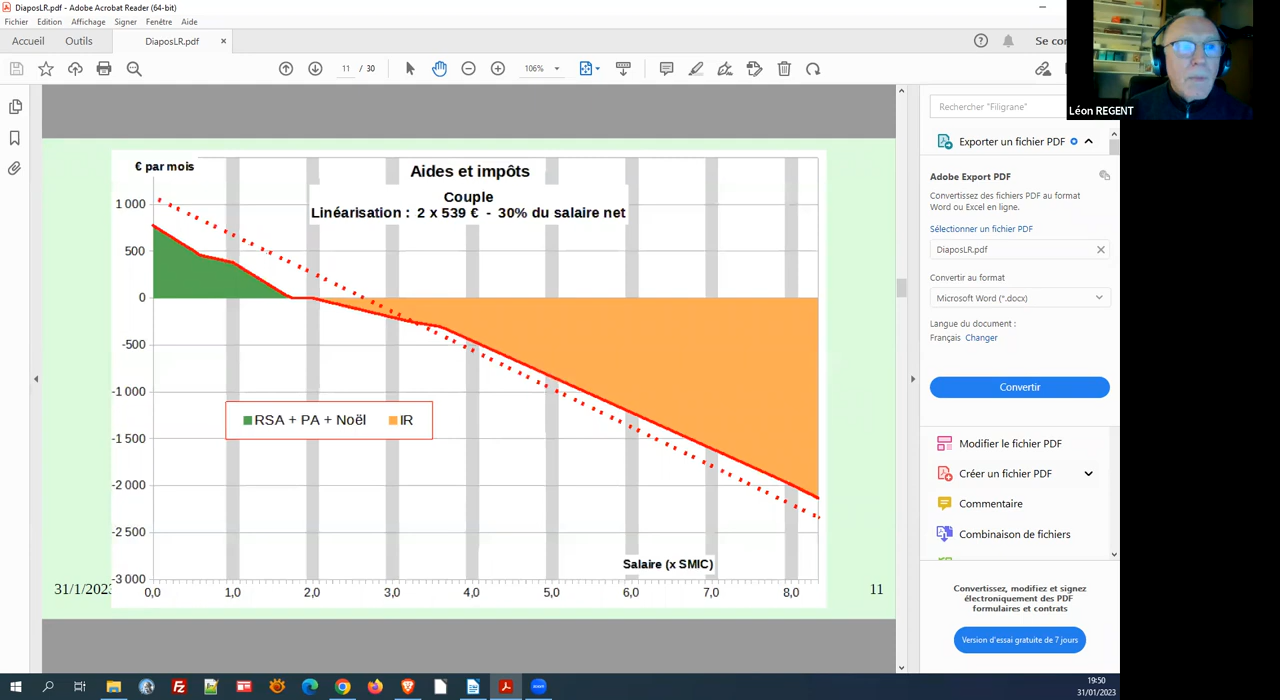 DiaposLR.pdf - Adobe Acrobat Reader (64-bit)
Fichier Edition Affichage Signer Fenêtre Aide
Accueil Outils DiaposLR.pdf × Se co
11 / 30 106%
Léon REGENT
Rechercher "Filigrane"
Exporter un fichier PDF
Adobe Export PDF
Convertissez des fichiers PDF au format
Word ou Excel en ligne.
Sélectionner un fichier PDF
DiaposLR.pdf
Convertir au format
Microsoft Word (*.docx)
Langue du document :
Français Changer
Convertir
Modifier le fichier PDF
Créer un fichier PDF
Commentaire
Combinaison de fichiers
Convertissez, modifiez et signez
électroniquement des PDF
formulaires et contrats
Version d'essai gratuite de 7 jours
€ par mois
Aides et impôts
Couple
Linéarisation : 2 x 539 € - 30% du salaire net
1 000
500
0
-500
-1 000
-1 500
-2 000
-2 500
-3 000
RSA + PA + Noël IR
Salaire (x SMIC)
0,0 1,0 2,0 3,0 4,0 5,0 6,0 7,0 8,0
31/1/2023 11
19:50
31/01/2023